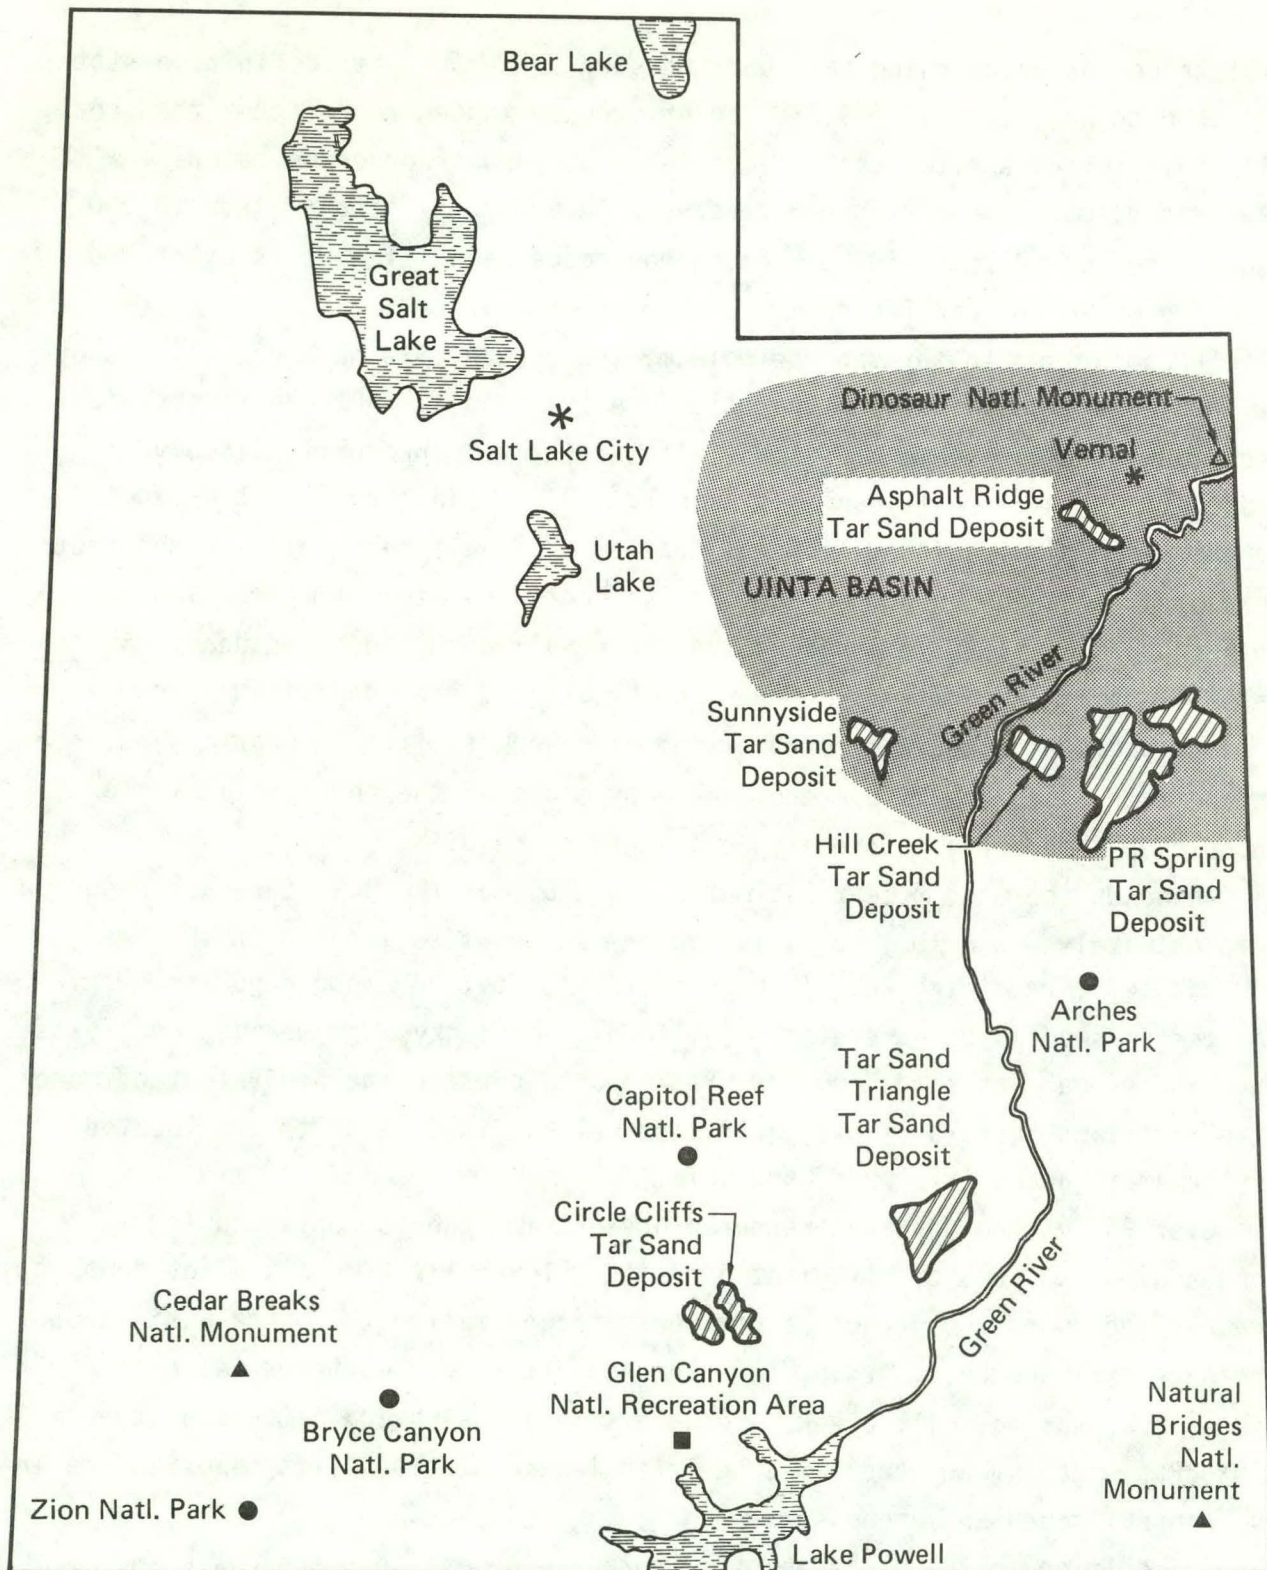 Bear Lake
Great
Salt
Lake
Salt Lake City
Utah
Lake
Dinosaur Natl. Monument
Vernal
Asphalt Ridge
Tar Sand Deposit
UINTA BASIN
Green River
Sunnyside
Tar Sand
Deposit
Hill Creek
Tar Sand
Deposit
PR Spring
Tar Sand
Deposit
Arches
Natl. Park
Tar Sand
Triangle
Tar Sand
Deposit
Capitol Reef
Natl. Park
Circle Cliffs
Tar Sand
Deposit
Green River
Cedar Breaks
Natl. Monument
Bryce Canyon
Natl. Park
Zion Natl. Park
Glen Canyon
Natl. Recreation Area
Natural
Bridges
Natl.
Monument
Lake Powell